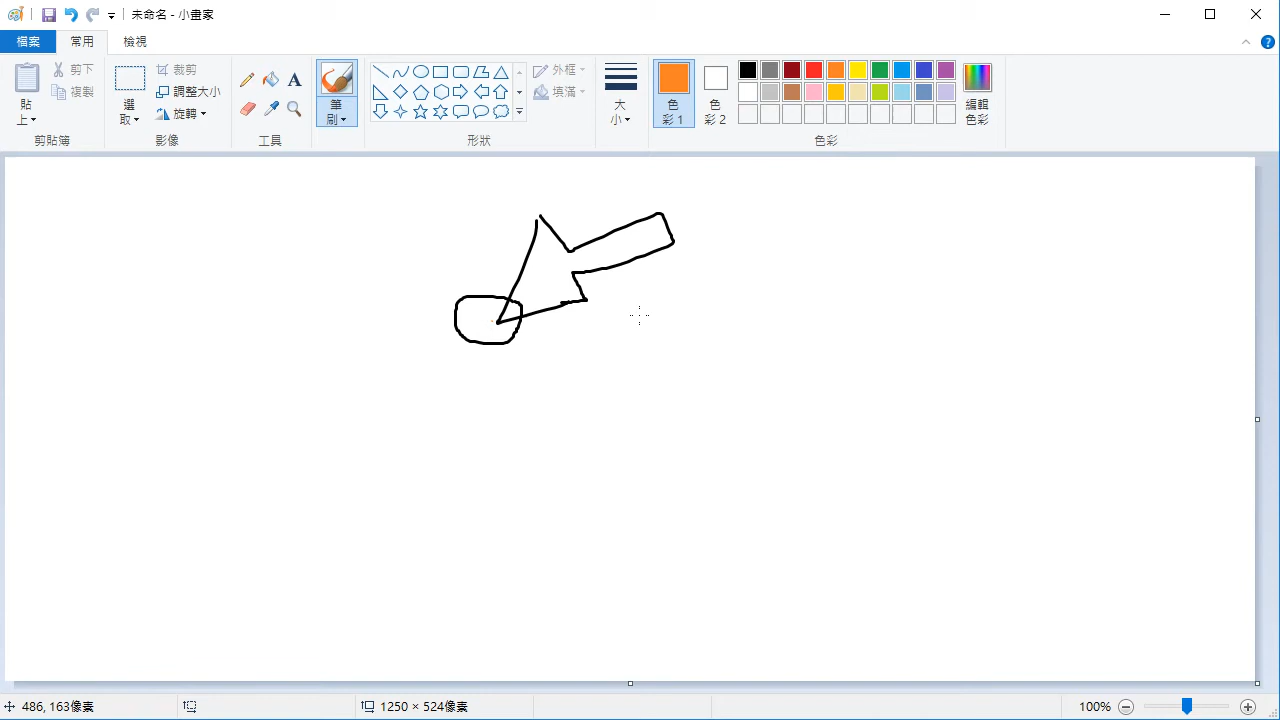 未命名 - 小畫家
檔案 常用 檢視
貼上 剪下 複製
剪貼簿
選取 裁剪 調整大小 旋轉
影像
A
工具
筆刷
外框 填滿
形狀
大小
色彩 1 色彩 2 編輯色彩
色彩
486, 163像素
1250 × 524像素
100%